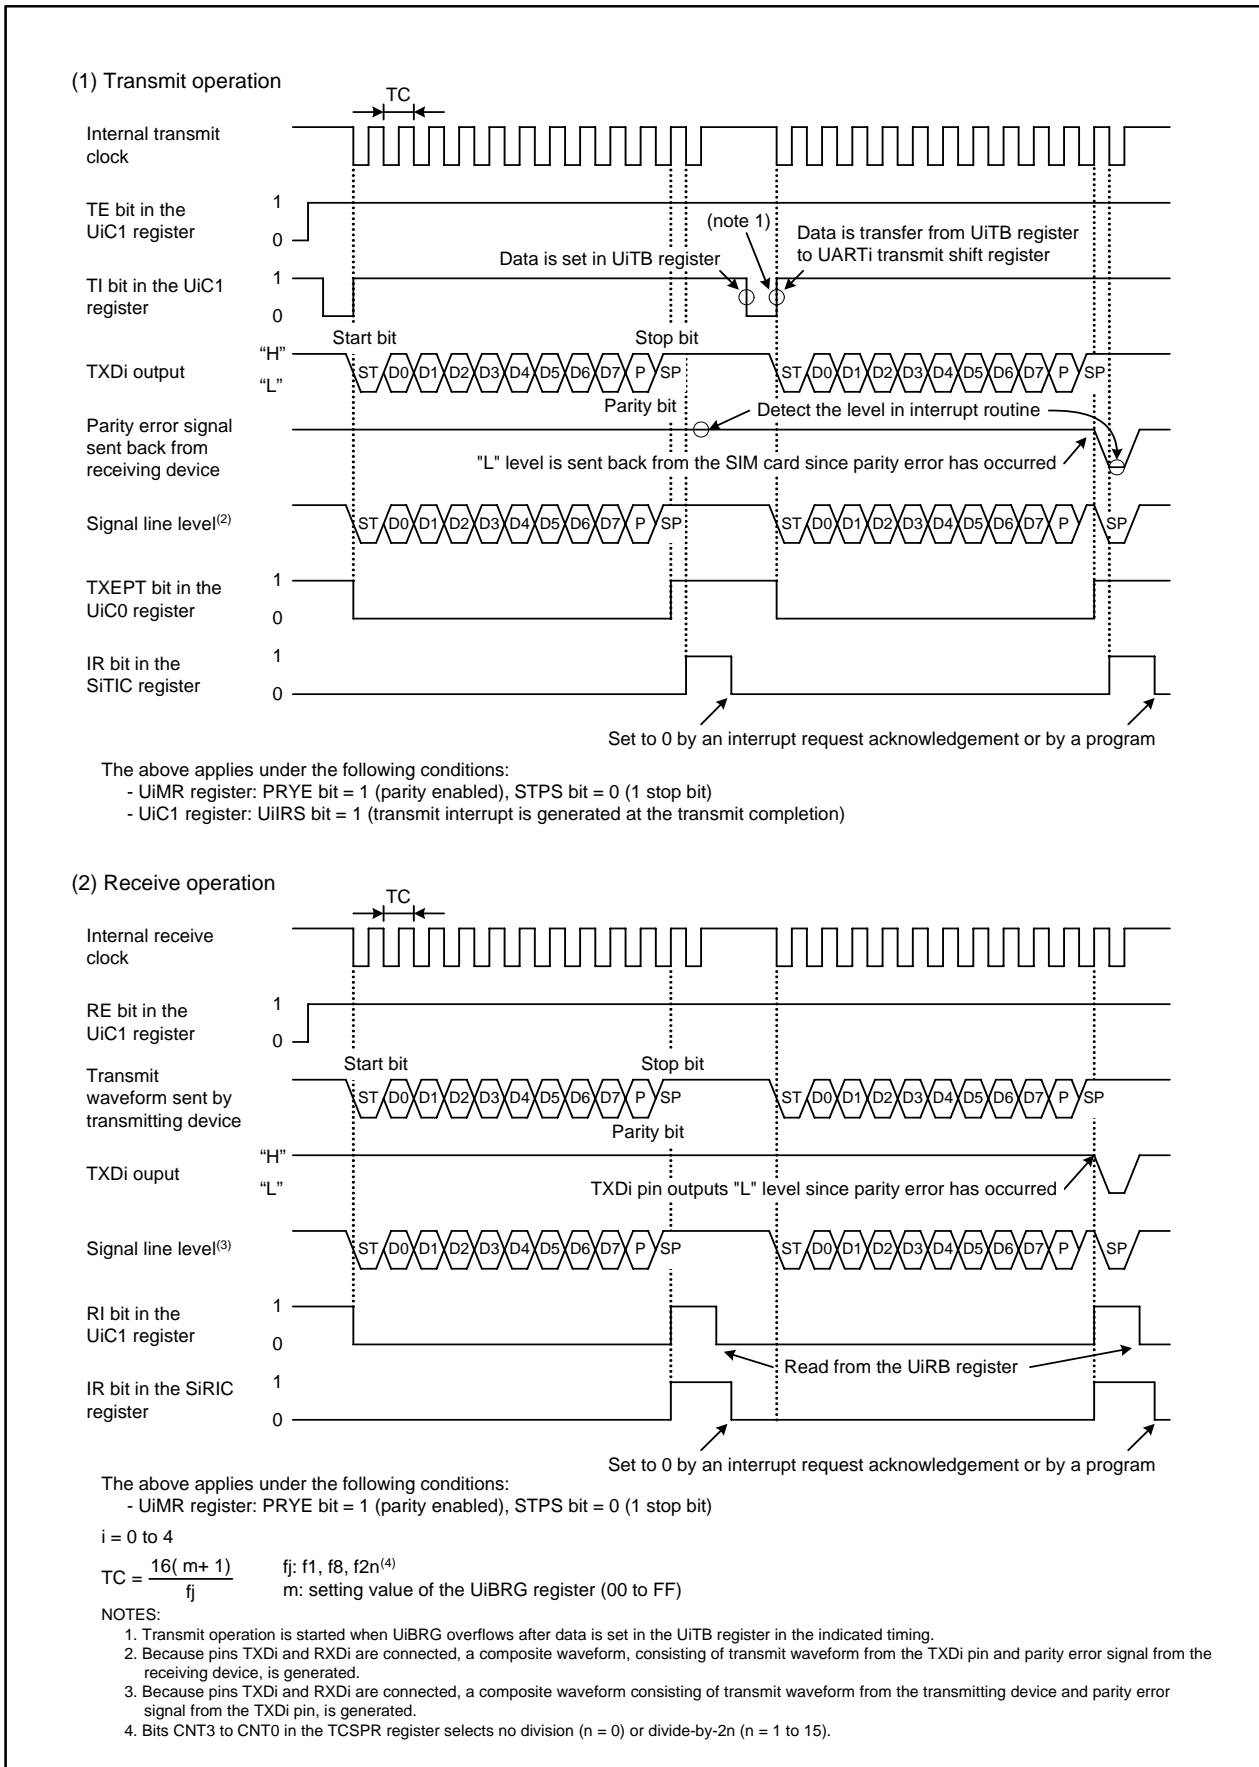 (1) Transmit operation
TC
Internal transmit
clock
TE bit in the
UiC1 register
1
0
(note 1)
Data is transfer from UiTB register
to UARTi transmit shift register
Data is set in UiTB register
TI bit in the UiC1
register
1
0
Start bit
Stop bit
TXDi output
“H”
“L”
ST D0 D1 D2 D3 D4 D5 D6 D7 P SP ST D0 D1 D2 D3 D4 D5 D6 D7 P SP
Parity bit
Detect the level in interrupt routine
Parity error signal
sent back from
receiving device
"L" level is sent back from the SIM card since parity error has occurred
Signal line level(2)
ST D0 D1 D2 D3 D4 D5 D6 D7 P SP ST D0 D1 D2 D3 D4 D5 D6 D7 P SP
TXEPT bit in the
UiC0 register
1
0
IR bit in the
SiTIC register
1
0
Set to 0 by an interrupt request acknowledgement or by a program
The above applies under the following conditions:
- UiMR register: PRYE bit = 1 (parity enabled), STPS bit = 0 (1 stop bit)
- UiC1 register: UiIRS bit = 1 (transmit interrupt is generated at the transmit completion)
(2) Receive operation
TC
Internal receive
clock
RE bit in the
UiC1 register
1
0
Start bit
Stop bit
Transmit
waveform sent by
transmitting device
ST D0 D1 D2 D3 D4 D5 D6 D7 P SP ST D0 D1 D2 D3 D4 D5 D6 D7 P SP
Parity bit
TXDi ouput
“H”
“L”
TXDi pin outputs "L" level since parity error has occurred
Signal line level(3)
ST D0 D1 D2 D3 D4 D5 D6 D7 P SP ST D0 D1 D2 D3 D4 D5 D6 D7 P SP
RI bit in the
UiC1 register
1
0
Read from the UiRB register
IR bit in the SiRIC
register
1
0
Set to 0 by an interrupt request acknowledgement or by a program
The above applies under the following conditions:
- UiMR register: PRYE bit = 1 (parity enabled), STPS bit = 0 (1 stop bit)
i = 0 to 4
TC = 16( m+ 1) / fj
fj: f1, f8, f2n(4)
m: setting value of the UiBRG register (00 to FF)
NOTES:
1. Transmit operation is started when UiBRG overflows after data is set in the UiTB register in the indicated timing.
2. Because pins TXDi and RXDi are connected, a composite waveform, consisting of transmit waveform from the TXDi pin and parity error signal from the
receiving device, is generated.
3. Because pins TXDi and RXDi are connected, a composite waveform consisting of transmit waveform from the transmitting device and parity error
signal from the TXDi pin, is generated.
4. Bits CNT3 to CNT0 in the TCSPR register selects no division (n = 0) or divide-by-2n (n = 1 to 15).